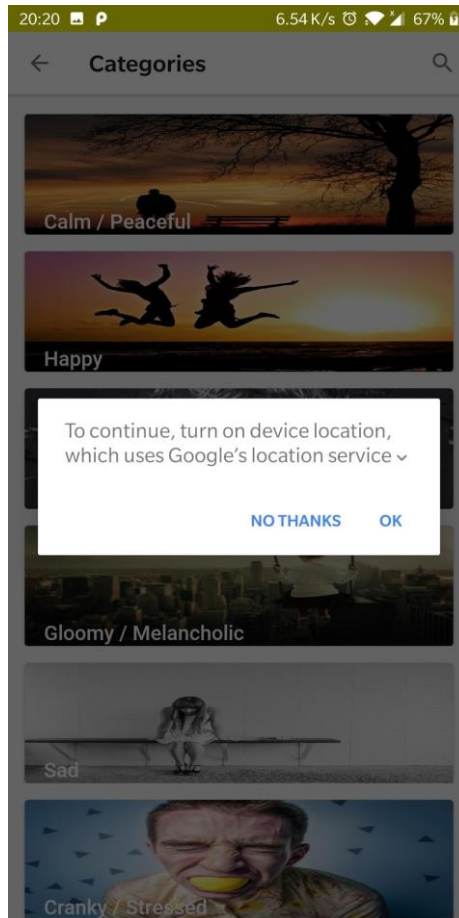 20:20 6.54 K/s 67%
Categories
Calm / Peaceful
Happy
To continue, turn on device location,
which uses Google's location service
NO THANKS OK
Gloomy / Melancholic
Sad
Cranky / Stressed